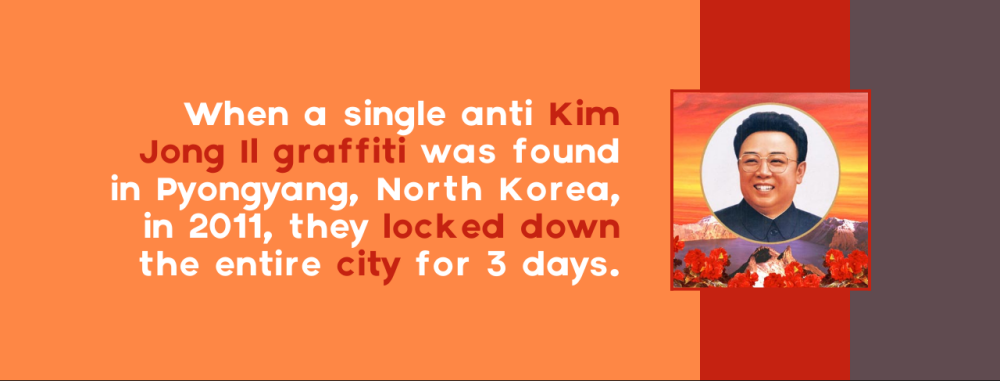 When a single anti Kim
Jong Il graffiti was found
in Pyongyang, North Korea,
in 2011, they locked down
the entire city for 3 days.